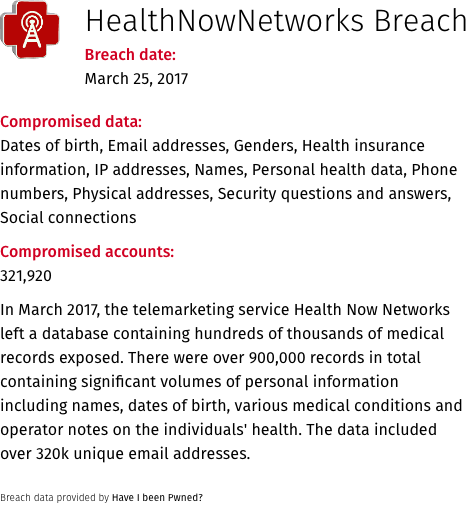 HealthNowNetworks Breach
Breach date:
March 25, 2017
Compromised data:
Dates of birth, Email addresses, Genders, Health insurance
information, IP addresses, Names, Personal health data, Phone
numbers, Physical addresses, Security questions and answers,
Social connections
Compromised accounts:
321,920
In March 2017, the telemarketing service Health Now Networks
left a database containing hundreds of thousands of medical
records exposed. There were over 900,000 records in total
containing significant volumes of personal information
including names, dates of birth, various medical conditions and
operator notes on the individuals' health. The data included
over 320k unique email addresses.
Breach data provided by Have I been Pwned?